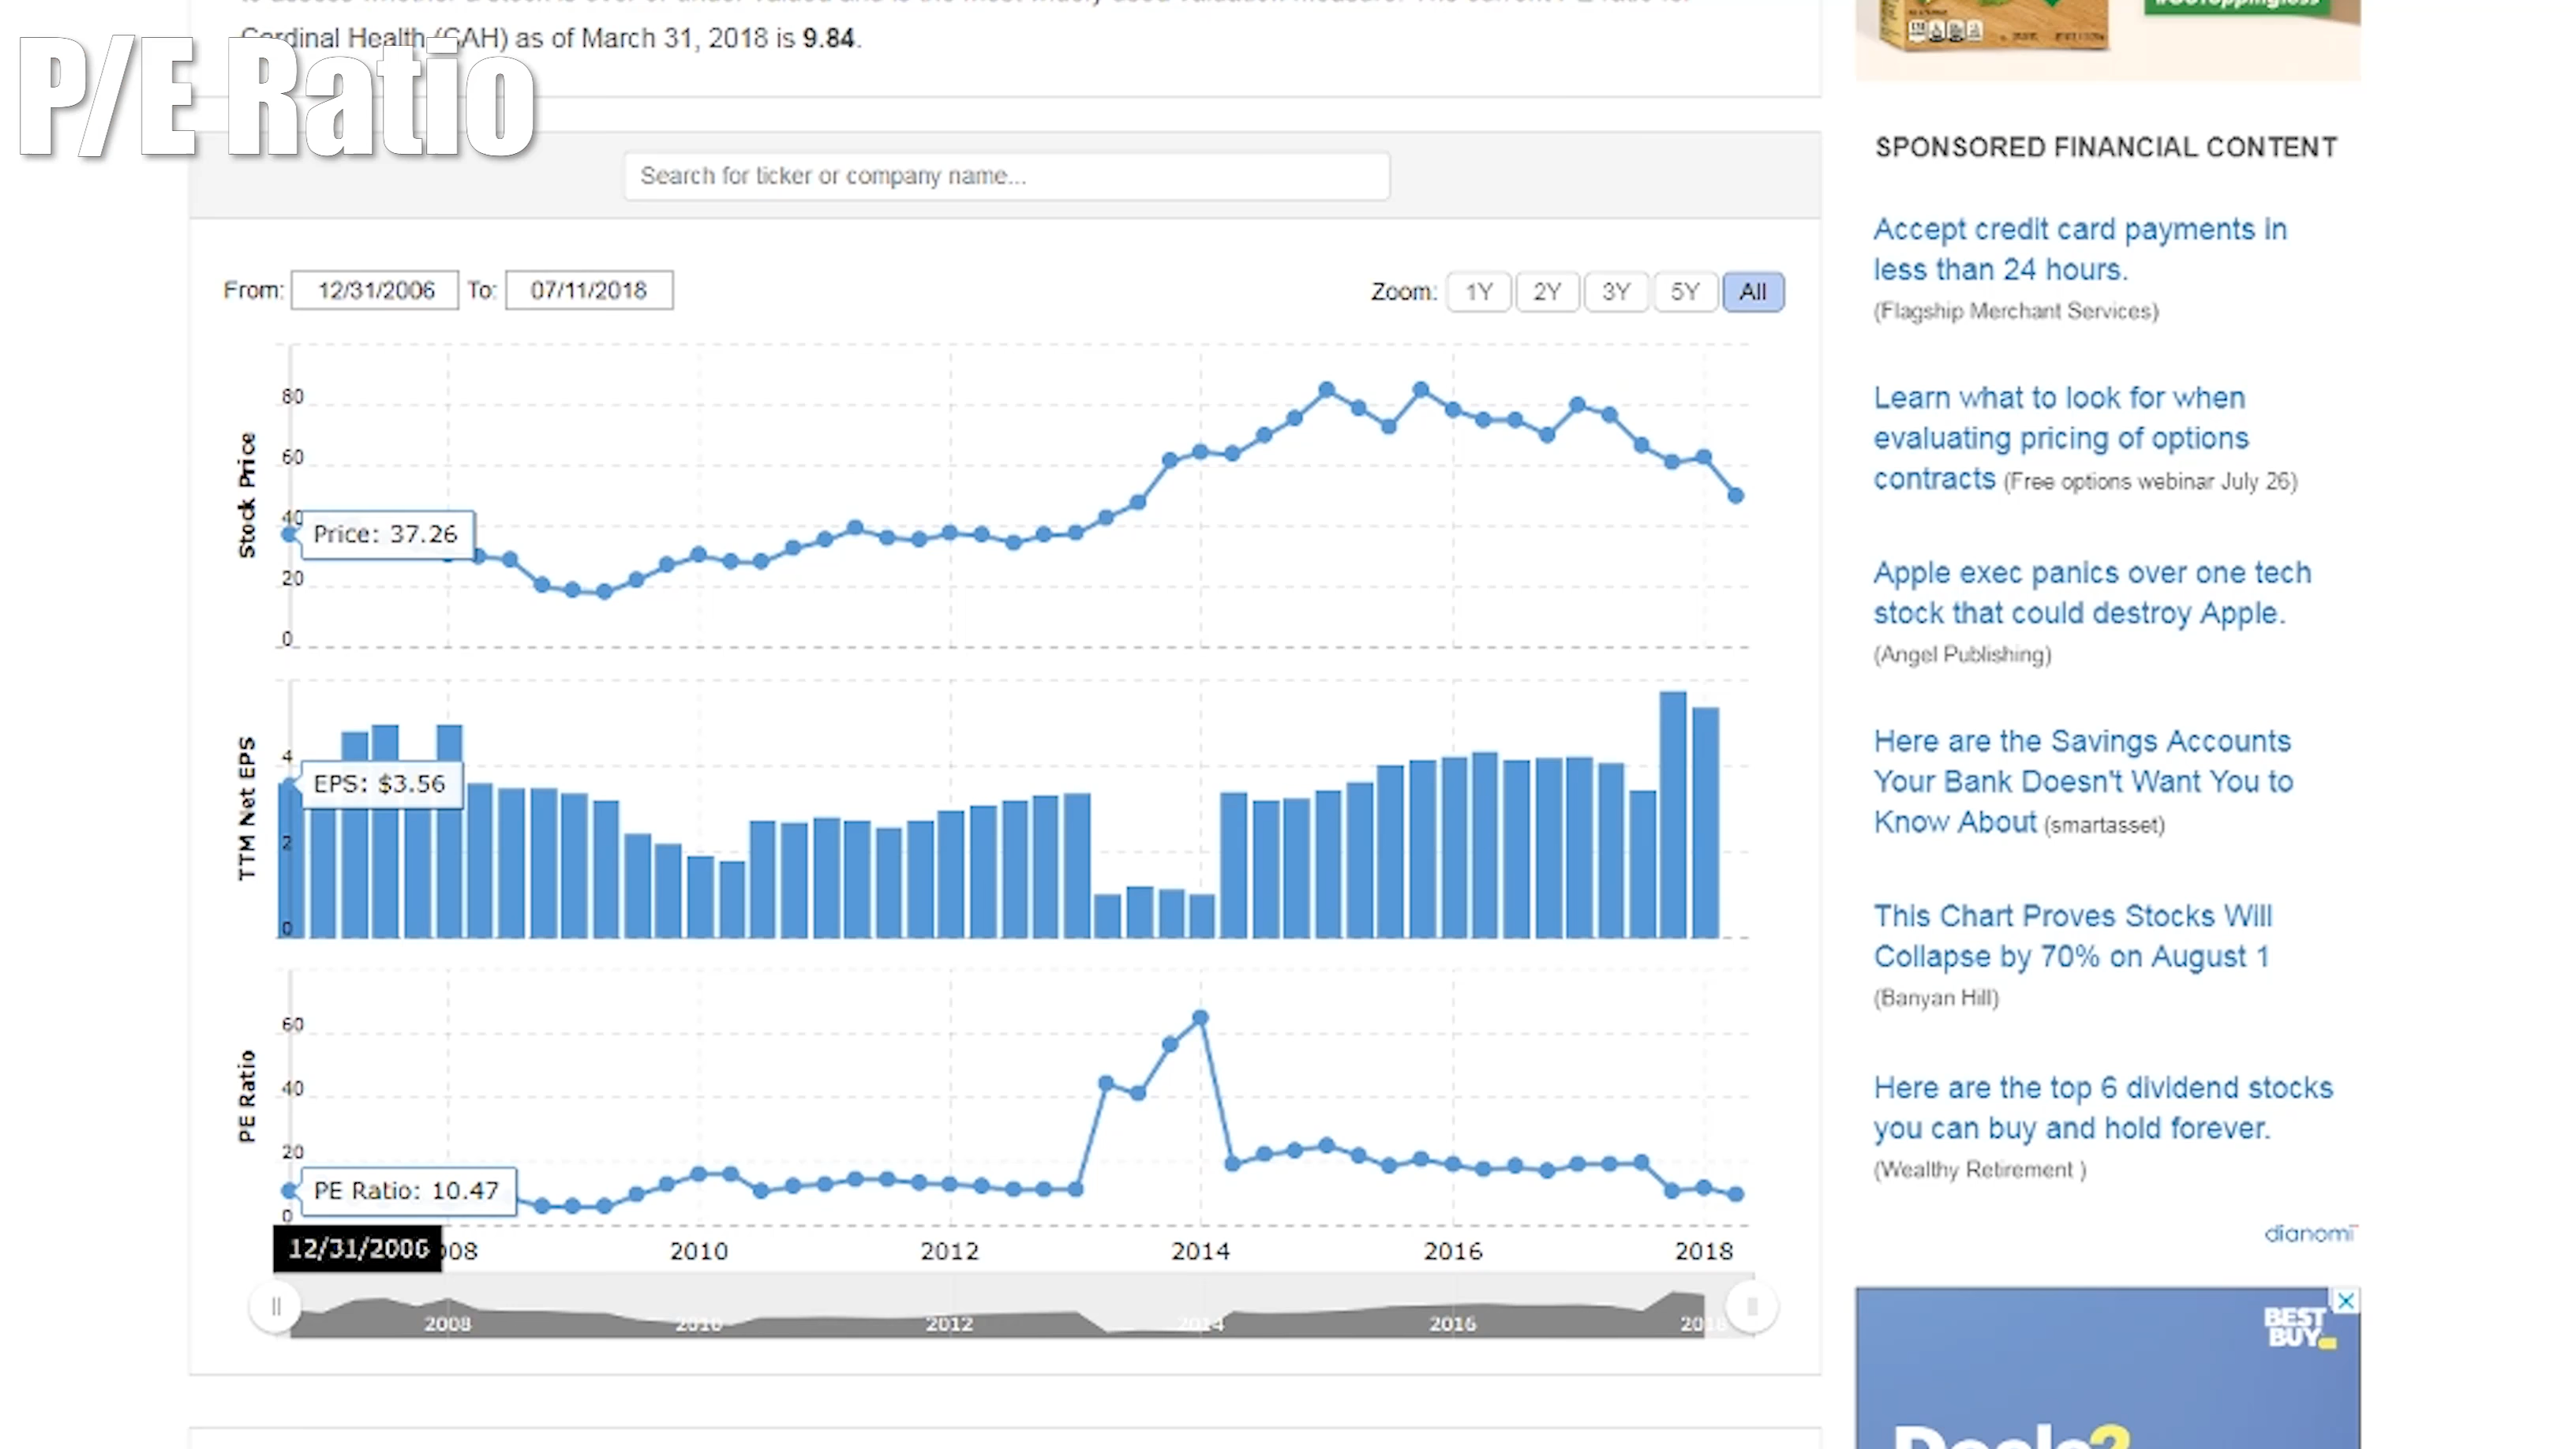 Cardinal Health (CAH) as of March 31, 2018 is 9.84.
P/E Ratio
Search for ticker or company name...
From: 12/31/2006 To: 07/11/2018
Zoom: 1Y 2Y 3Y 5Y All
Stock Price
80
60
40
20
0
Price: 37.26
TTM Net EPS
4
2
0
EPS: $3.56
PE Ratio
60
40
20
0
PE Ratio: 10.47
12/31/2006 008 2010 2012 2014 2016 2018
2008 2010 2012 2014 2016 2018
SPONSORED FINANCIAL CONTENT
Accept credit card payments in
less than 24 hours.
(Flagship Merchant Services)
Learn what to look for when
evaluating pricing of options
contracts (Free options webinar July 26)
Apple exec panics over one tech
stock that could destroy Apple.
(Angel Publishing)
Here are the Savings Accounts
Your Bank Doesn't Want You to
Know About (smartasset)
This Chart Proves Stocks Will
Collapse by 70% on August 1
(Banyan Hill)
Here are the top 6 dividend stocks
you can buy and hold forever.
(Wealthy Retirement )
dianomi
BEST
BUY